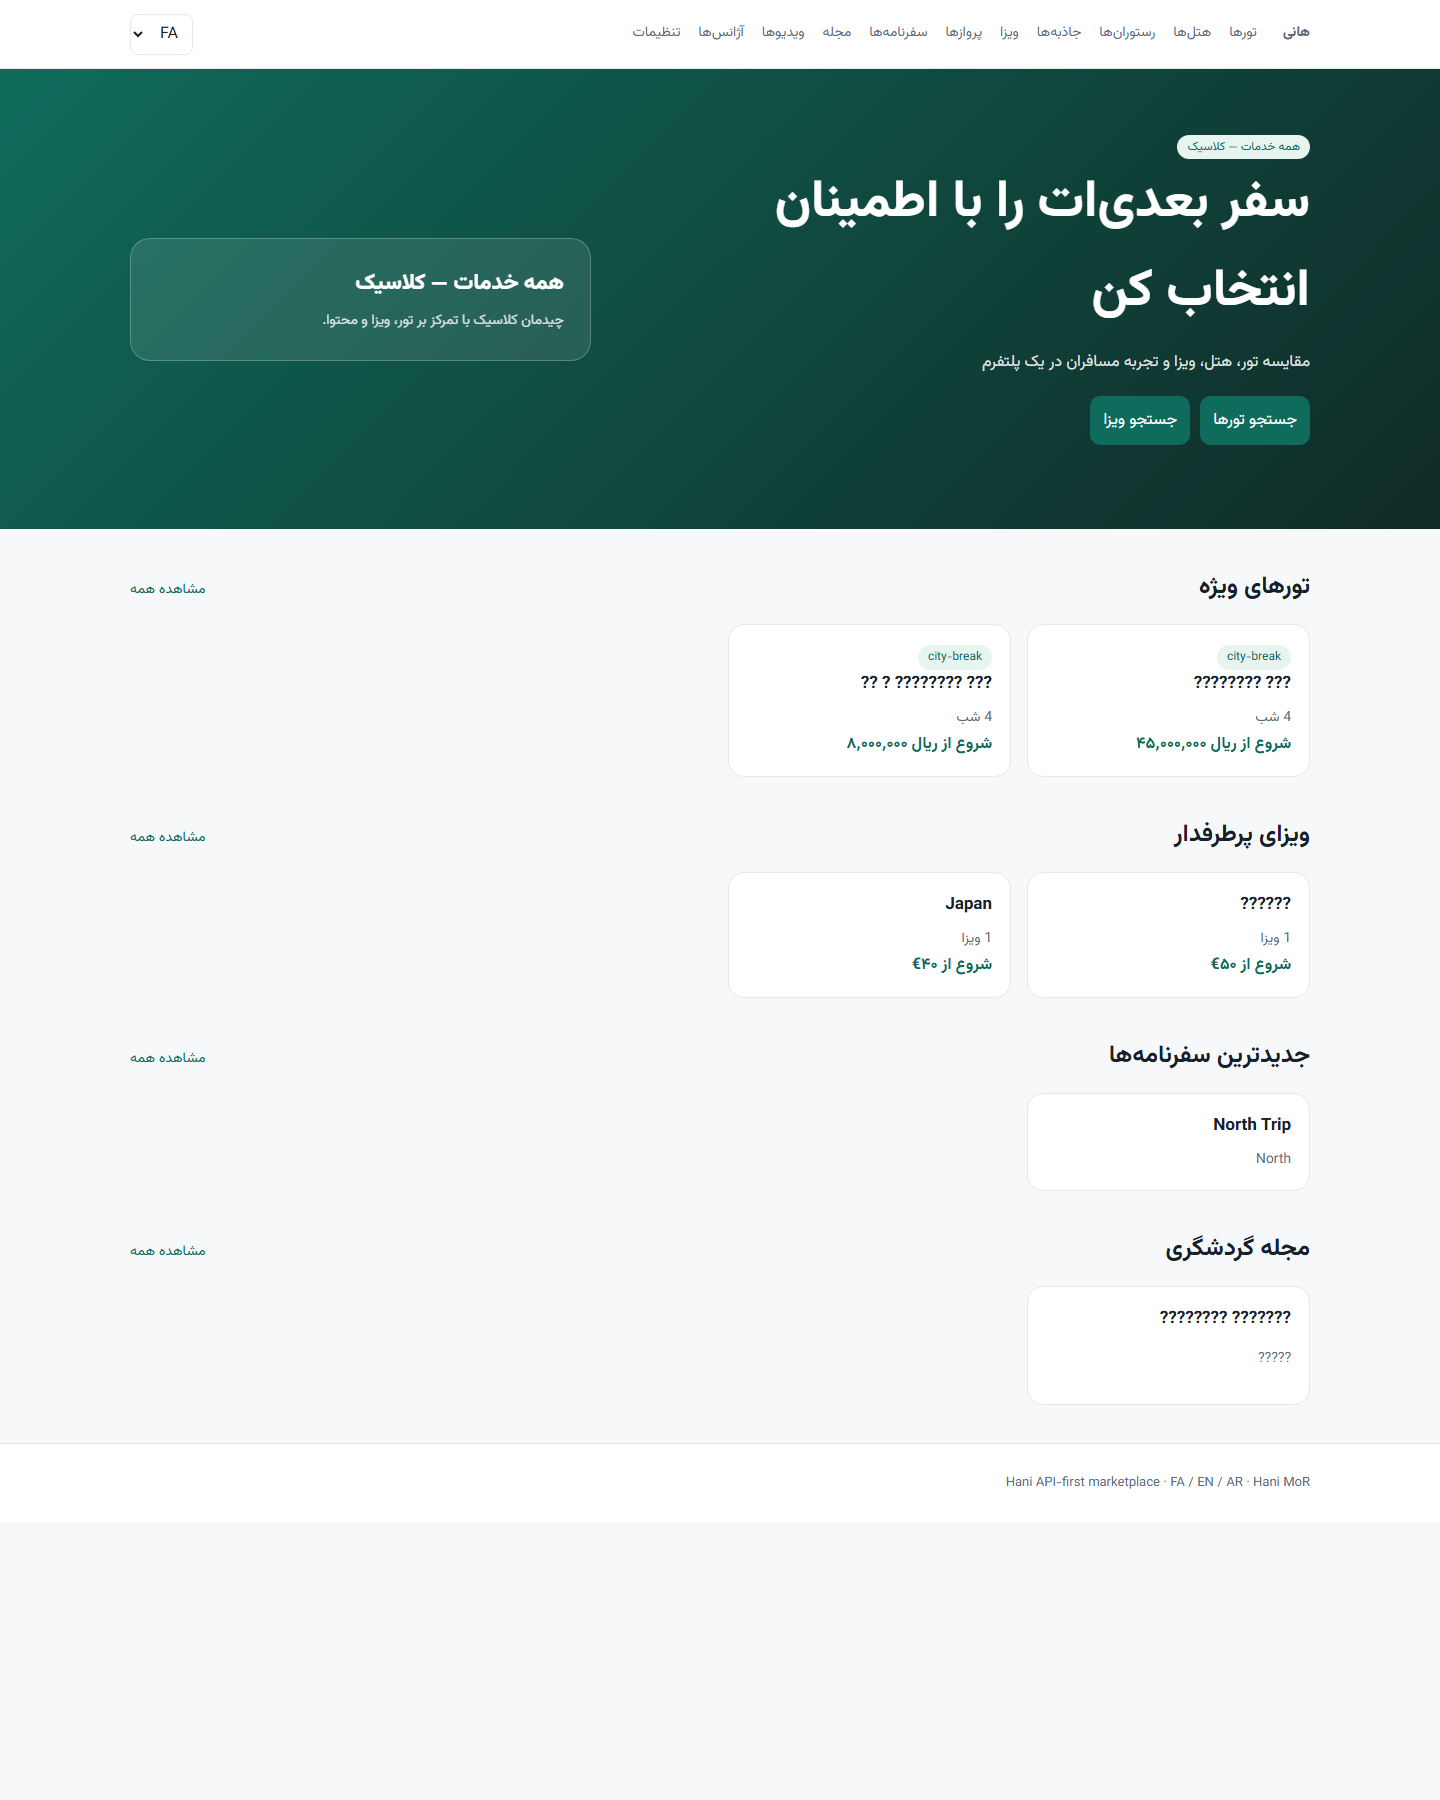 هانی تورها هتل‌ها رستوران‌ها جاذبه‌ها ویزا پروازها سفرنامه‌ها مجله ویدیوها آژانس‌ها تنظیمات FA
همه خدمات — کلاسیک
سفر بعدی‌ات را با اطمینان
انتخاب کن
مقایسه تور، هتل، ویزا و تجربه مسافران در یک پلتفرم
جستجو تورها جستجو ویزا
همه خدمات — کلاسیک
چیدمان کلاسیک با تمرکز بر تور، ویزا و محتوا.
تورهای ویژه مشاهده همه
city-break
??? ????????
4 شب
شروع از ریال ۴۵,۰۰۰,۰۰۰
city-break
??? ???????? ? ??
4 شب
شروع از ریال ۸,۰۰۰,۰۰۰
ویزای پرطرفدار مشاهده همه
??????
1 ویزا
شروع از ۵۰€
Japan
1 ویزا
شروع از ۴۰€
جدیدترین سفرنامه‌ها مشاهده همه
North Trip
North
مجله گردشگری مشاهده همه
??????? ????????
?????
Hani API-first marketplace · FA / EN / AR · Hani MoR